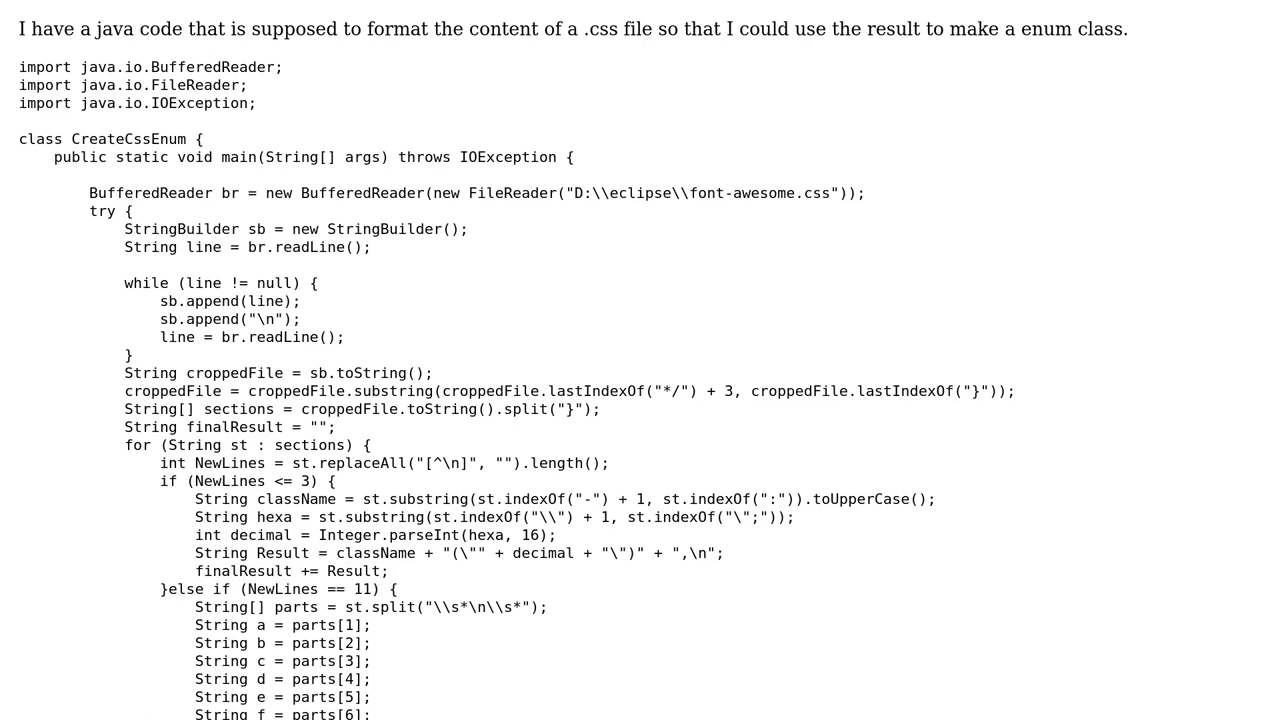 I have a java code that is supposed to format the content of a .css file so that I could use the result to make a enum class.
import java.io.BufferedReader;
import java.io.FileReader;
import java.io.IOException;
class CreateCssEnum {
    public static void main(String[] args) throws IOException {
        BufferedReader br = new BufferedReader(new FileReader("D:\\eclipse\\font-awesome.css"));
        try {
            StringBuilder sb = new StringBuilder();
            String line = br.readLine();
            while (line != null) {
                sb.append(line);
                sb.append("\n");
                line = br.readLine();
            }
            String croppedFile = sb.toString();
            croppedFile = croppedFile.substring(croppedFile.lastIndexOf("*/") + 3, croppedFile.lastIndexOf("}"));
            String[] sections = croppedFile.toString().split("}");
            String finalResult = "";
            for (String st : sections) {
                int NewLines = st.replaceAll("[^\n]", "").length();
                if (NewLines <= 3) {
                    String className = st.substring(st.indexOf("-") + 1, st.indexOf(":")).toUpperCase();
                    String hexa = st.substring(st.indexOf("\\") + 1, st.indexOf("\";"));
                    int decimal = Integer.parseInt(hexa, 16);
                    String Result = className + "(\"" + decimal + "\")" + ",\n";
                    finalResult += Result;
                }else if (NewLines == 11) {
                    String[] parts = st.split("\\s*\n\\s*");
                    String a = parts[1];
                    String b = parts[2];
                    String c = parts[3];
                    String d = parts[4];
                    String e = parts[5];
                    String f = parts[6];